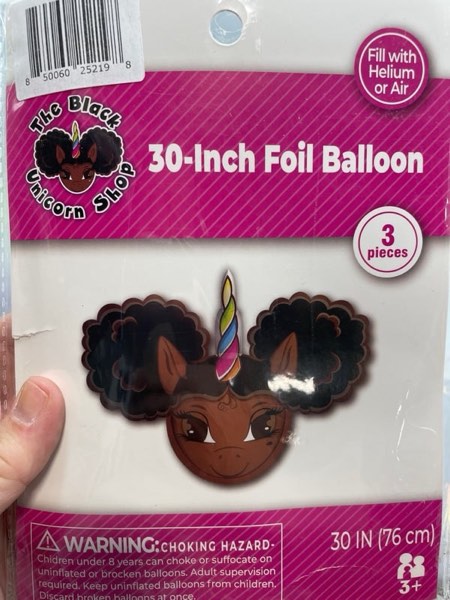 8 50060 25219 8
The Black
Unicorn Shop
Fill with
Helium
or Air
30-Inch Foil Balloon
3
pieces
WARNING: CHOKING HAZARD-
Children under 8 years can choke or suffocate on
uninflated or brocken balloons. Adult supervision
required. Keep uninflated balloons from children.
Discard broken balloons at once.
30 IN (76 cm)
3+